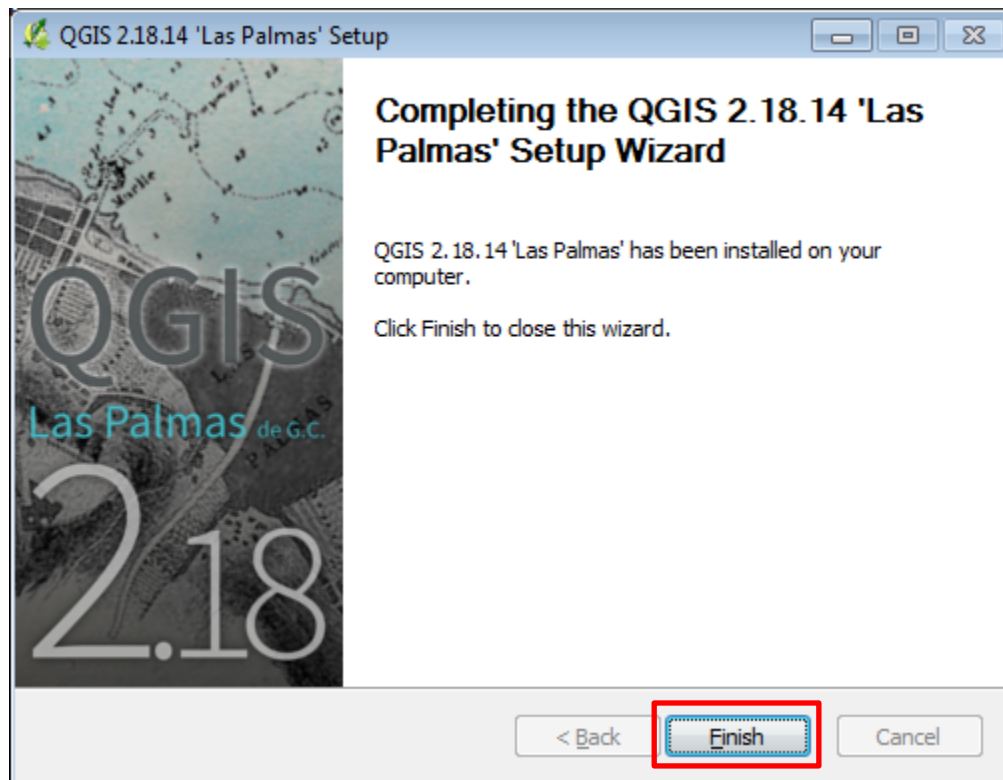 QGIS 2.18.14 'Las Palmas' Setup
Completing the QGIS 2.18.14 'Las
Palmas' Setup Wizard
QGIS 2.18.14 'Las Palmas' has been installed on your
computer.
Click Finish to close this wizard.
QGIS
Las Palmas de G.C.
PALMAS
2.18
< Back
Finish
Cancel